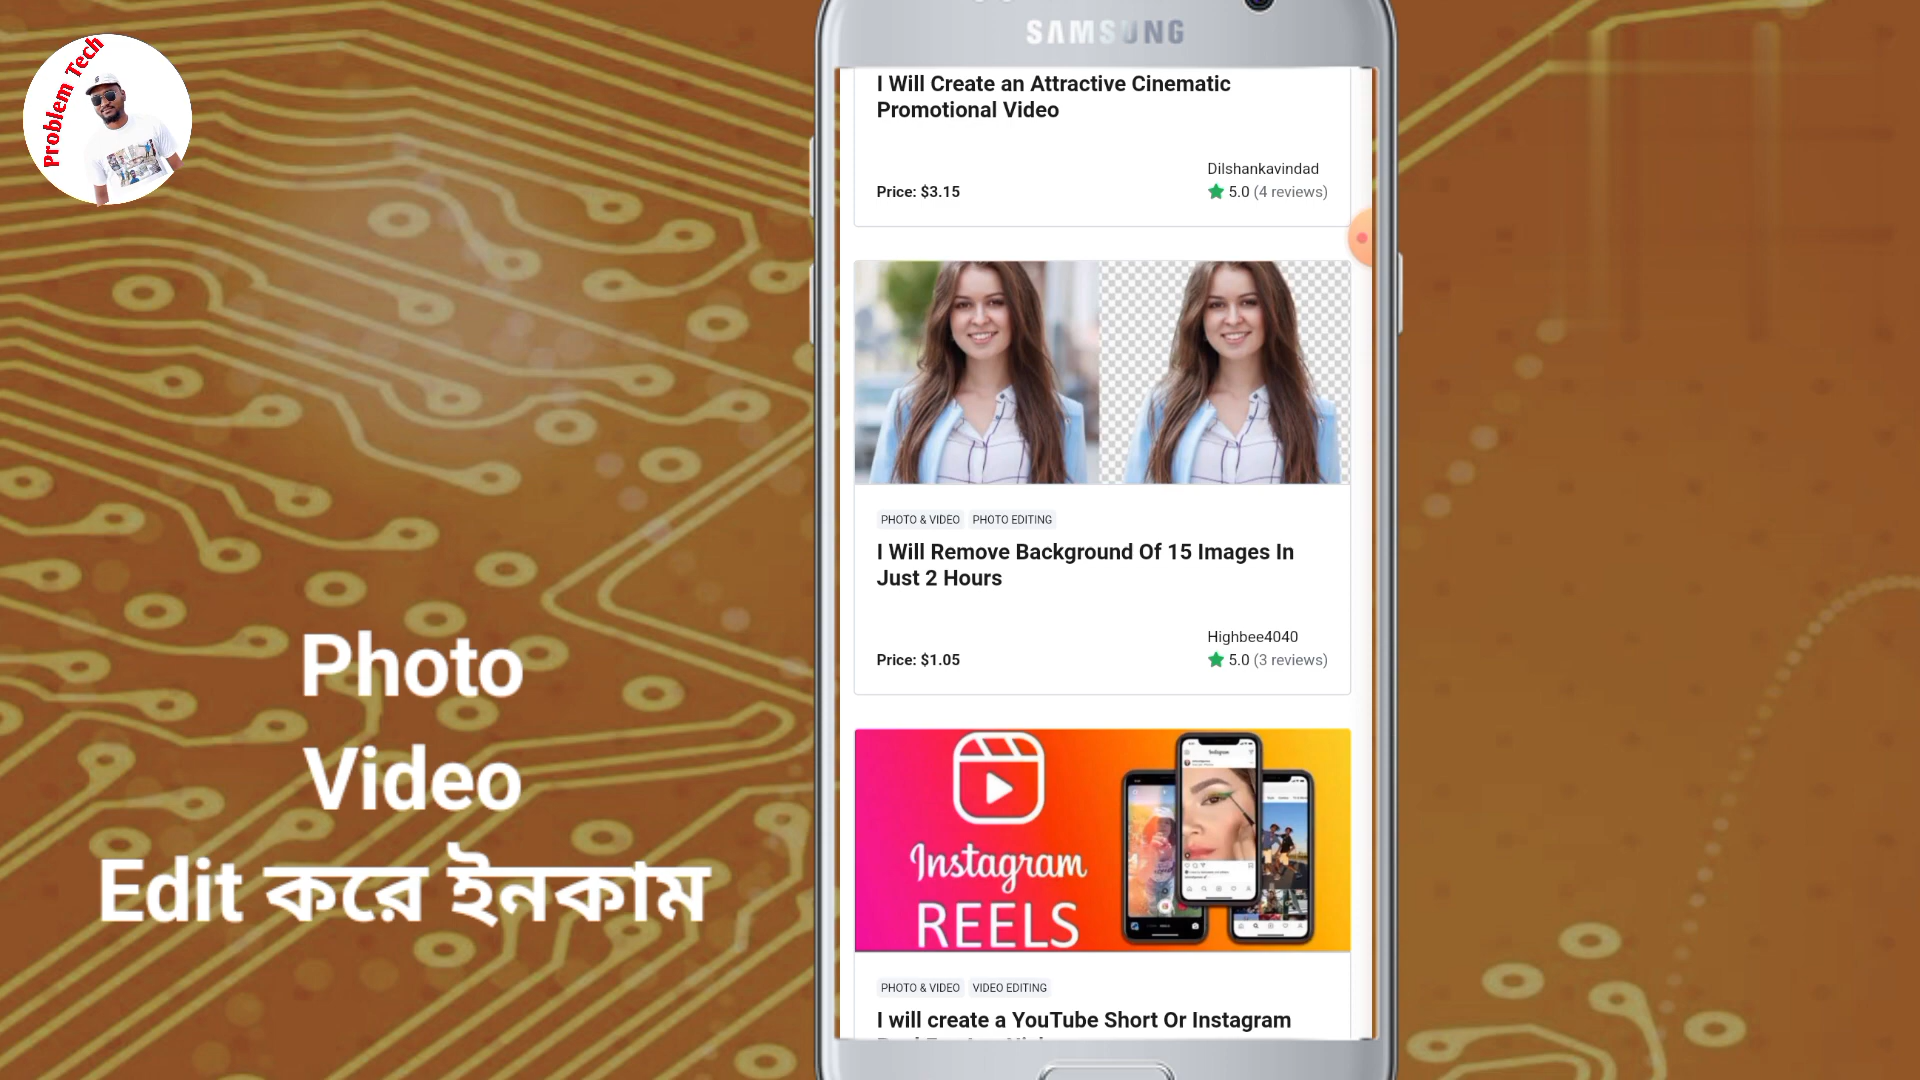 Problem Tech
SAMSUNG
I Will Create an Attractive Cinematic
Promotional Video
Dilshankavindad
Price: $3.15
5.0 (4 reviews)
PHOTO & VIDEO PHOTO EDITING
I Will Remove Background Of 15 Images In
Just 2 Hours
Highbee4040
Price: $1.05
5.0 (3 reviews)
Instagram
REELS
PHOTO & VIDEO VIDEO EDITING
I will create a YouTube Short Or Instagram
Photo
Video
Edit করে ইনকাম